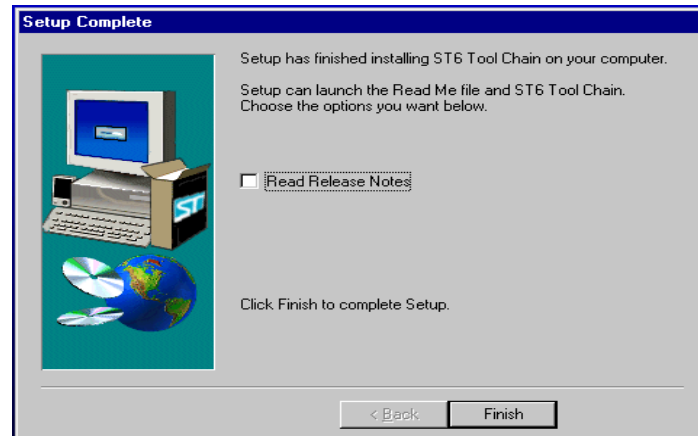 Setup Complete
Setup has finished installing ST6 Tool Chain on your computer.
Setup can launch the Read Me file and ST6 Tool Chain.
Choose the options you want below.
Read Release Notes
ST
Click Finish to complete Setup.
< Back
Finish